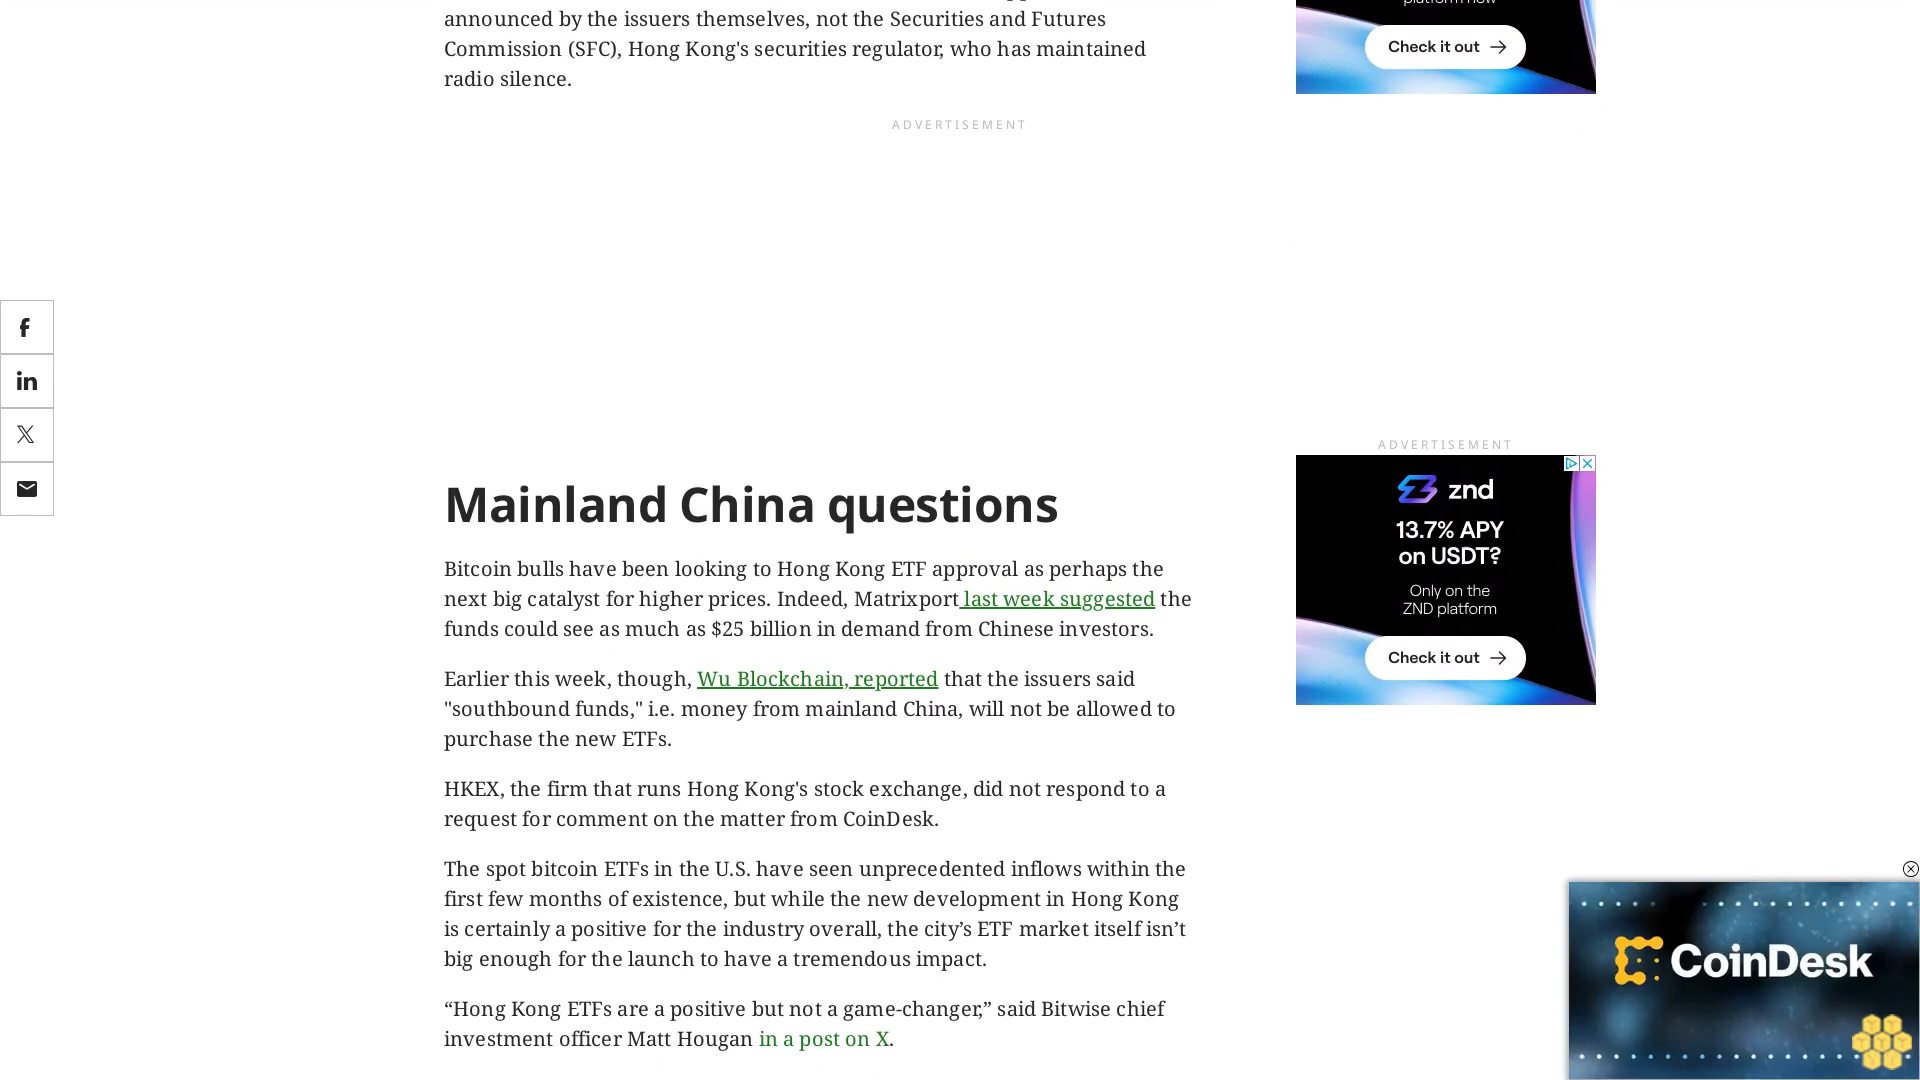 announced by the issuers themselves, not the Securities and Futures
Commission (SFC), Hong Kong's securities regulator, who has maintained
radio silence.
Check it out
ADVERTISEMENT
Mainland China questions
Bitcoin bulls have been looking to Hong Kong ETF approval as perhaps the
next big catalyst for higher prices. Indeed, Matrixport last week suggested the
funds could see as much as $25 billion in demand from Chinese investors.
Earlier this week, though, Wu Blockchain, reported that the issuers said
"southbound funds," i.e. money from mainland China, will not be allowed to
purchase the new ETFs.
HKEX, the firm that runs Hong Kong's stock exchange, did not respond to a
request for comment on the matter from CoinDesk.
The spot bitcoin ETFs in the U.S. have seen unprecedented inflows within the
first few months of existence, but while the new development in Hong Kong
is certainly a positive for the industry overall, the city’s ETF market itself isn’t
big enough for the launch to have a tremendous impact.
“Hong Kong ETFs are a positive but not a game-changer,” said Bitwise chief
investment officer Matt Hougan in a post on X.
ADVERTISEMENT
znd
13.7% APY
on USDT?
Only on the
ZND platform
Check it out
CoinDesk